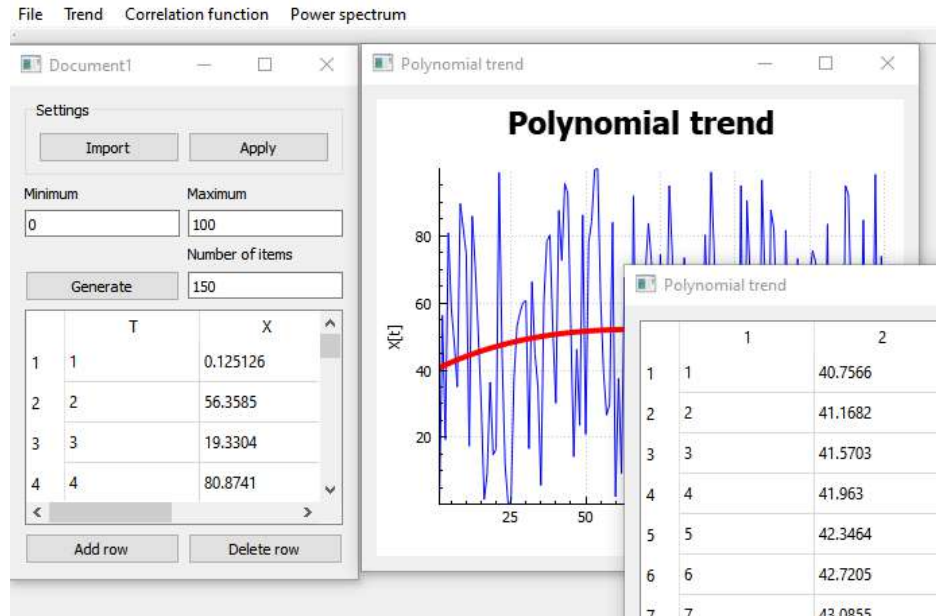 File Trend Correlation function Power spectrum
Document1
Settings
Import Apply
Minimum Maximum
0 100
Number of items
Generate 150
T X
1 1 0.125126
2 2 56.3585
3 3 19.3304
4 4 80.8741
Add row Delete row
Polynomial trend
Polynomial trend
X[t]
80
60
40
20
25 50
Polynomial trend
1 2
1 1 40.7566
2 2 41.1682
3 3 41.5703
4 4 41.963
5 5 42.3464
6 6 42.7205
7 7 43.0855